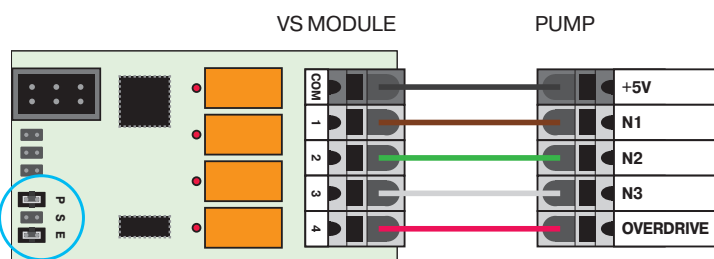 VS MODULE PUMP
COM +5V
1 N1
2 N2
3 N3
4 OVERDRIVE
P
S
E